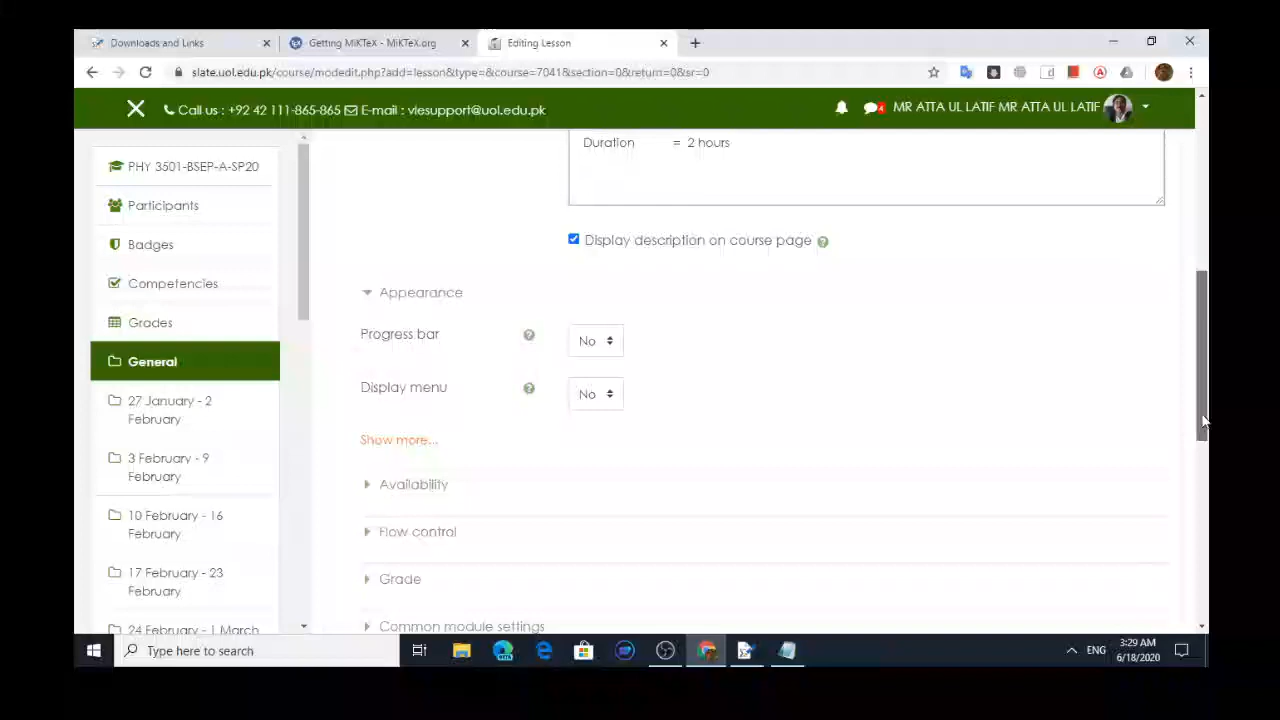 Downloads and Links
Getting MiKTeX - MiKTeX.org
Editing Lesson
slate.uol.edu.pk/course/modedit.php?add=lesson&type=&course=7041&section=0&return=0&sr=0
Call us : +92 42 111-865-865 E-mail : vlesupport@uol.edu.pk
MR ATTA UL LATIF MR ATTA UL LATIF
PHY 3501-BSEP-A-SP20
Participants
Badges
Competencies
Grades
General
27 January - 2
February
3 February - 9
February
10 February - 16
February
17 February - 23
February
24 February - 1 March
Duration = 2 hours
Display description on course page
Appearance
Progress bar
No
Display menu
No
Show more...
Availability
Flow control
Grade
Common module settings
Type here to search
ENG
3:29 AM
6/18/2020